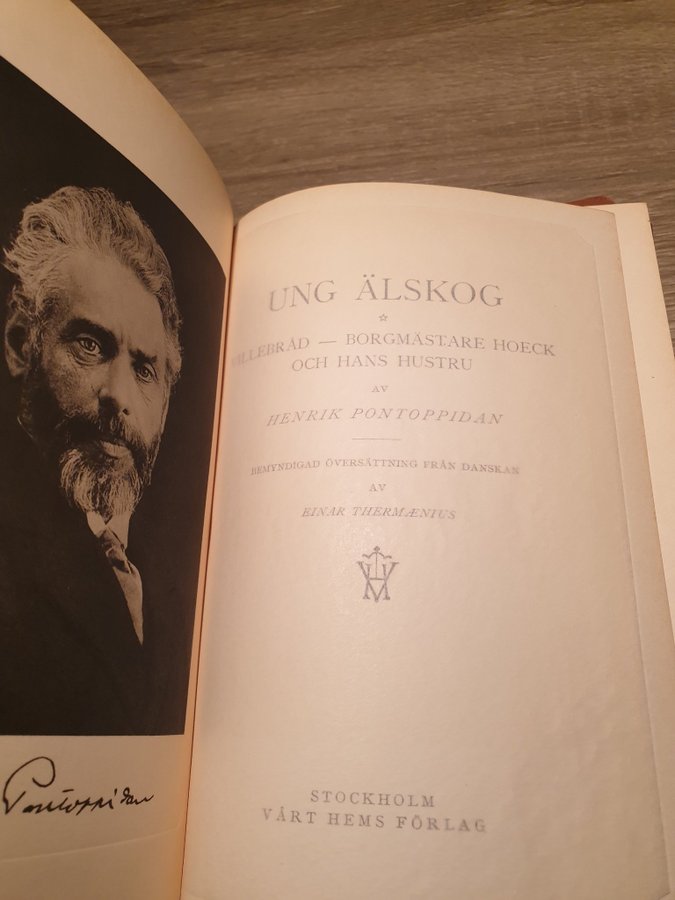 Pontoppidan
UNG ÄLSKOG
VILLEBRÅD — BORGMÄSTARE HOECK
OCH HANS HUSTRU
AV
HENRIK PONTOPPIDAN
BEMYNDIGAD ÖVERSÄTTNING FRÅN DANSKAN
AV
EINAR THERMÆNIUS
STOCKHOLM
VÅRT HEMS FÖRLAG